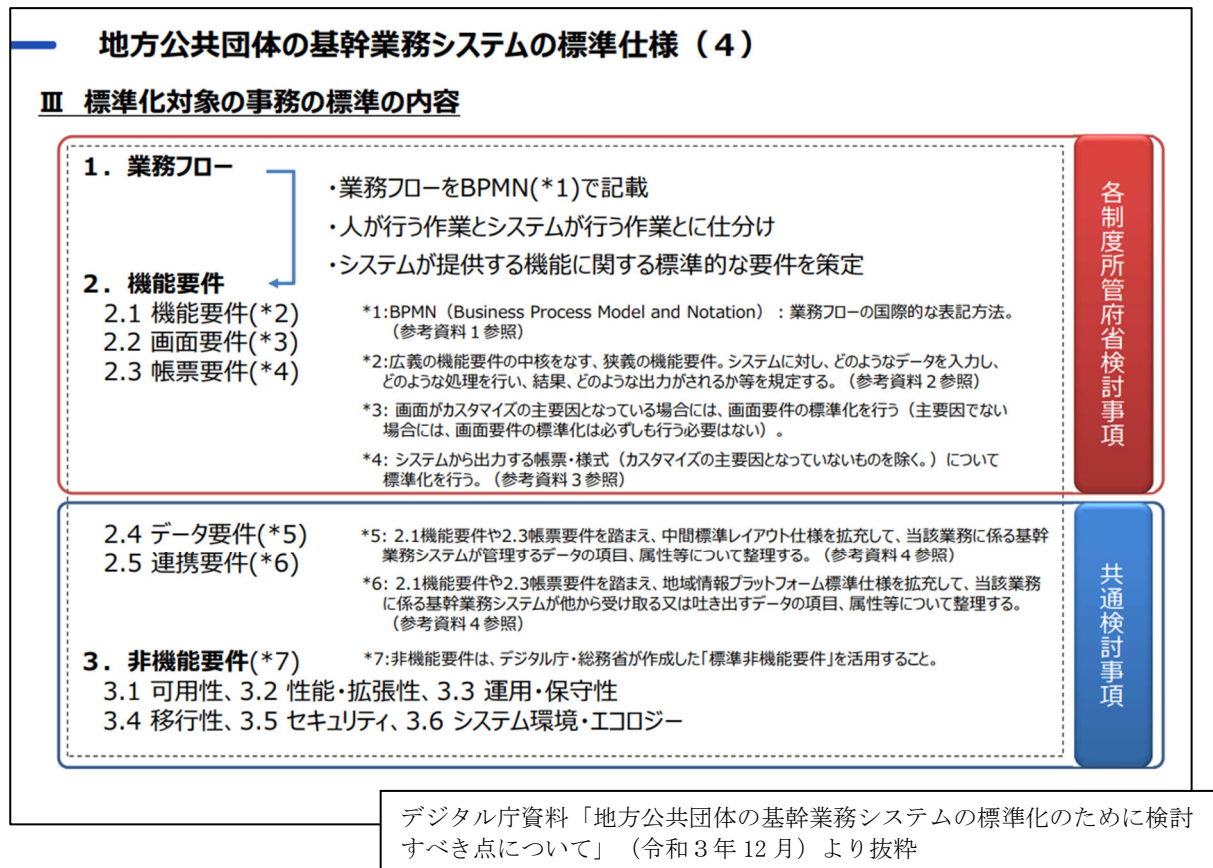 地方公共団体の基幹業務システムの標準仕様（４）
Ⅲ 標準化対象の事務の標準の内容
１．業務フロー
・業務フローをBPMN(*1)で記載
・人が行う作業とシステムが行う作業とに仕分け
・システムが提供する機能に関する標準的な要件を策定
２．機能要件
2.1 機能要件(*2)
2.2 画面要件(*3)
2.3 帳票要件(*4)
*1:BPMN（Business Process Model and Notation）：業務フローの国際的な表記方法。
（参考資料１参照）
*2:広義の機能要件の中核をなす、狭義の機能要件。システムに対し、どのようなデータを入力し、
どのような処理を行い、結果、どのような出力がされるか等を規定する。（参考資料２参照）
*3: 画面がカスタマイズの主要因となっている場合には、画面要件の標準化を行う（主要因でない
場合には、画面要件の標準化は必ずしも行う必要はない）。
*4: システムから出力する帳票・様式（カスタマイズの主要因となっていないものを除く。）について
標準化を行う。（参考資料３参照）
各制度所管府省検討事項
2.4 データ要件(*5)
2.5 連携要件(*6)
*5: 2.1機能要件や2.3帳票要件を踏まえ、中間標準レイアウト仕様を拡充して、当該業務に係る基幹
業務システムが管理するデータの項目、属性等について整理する。（参考資料４参照）
*6: 2.1機能要件や2.3帳票要件を踏まえ、地域情報プラットフォーム標準仕様を拡充して、当該業務
に係る基幹業務システムが他から受け取る又は吐き出すデータの項目、属性等について整理する。
（参考資料４参照）
３．非機能要件(*7)
*7:非機能要件は、デジタル庁・総務省が作成した「標準非機能要件」を活用すること。
3.1 可用性、3.2 性能・拡張性、3.3 運用・保守性
3.4 移行性、3.5 セキュリティ、3.6 システム環境・エコロジー
共通検討事項
デジタル庁資料「地方公共団体の基幹業務システムの標準化のために検討
すべき点について」（令和３年 12 月）より抜粋